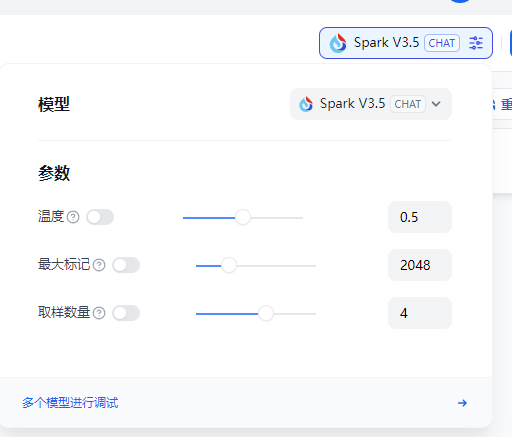 Spark V3.5 CHAT
模型 Spark V3.5 CHAT
重
参数
温度 0.5
最大标记 2048
取样数量 4
多个模型进行调试